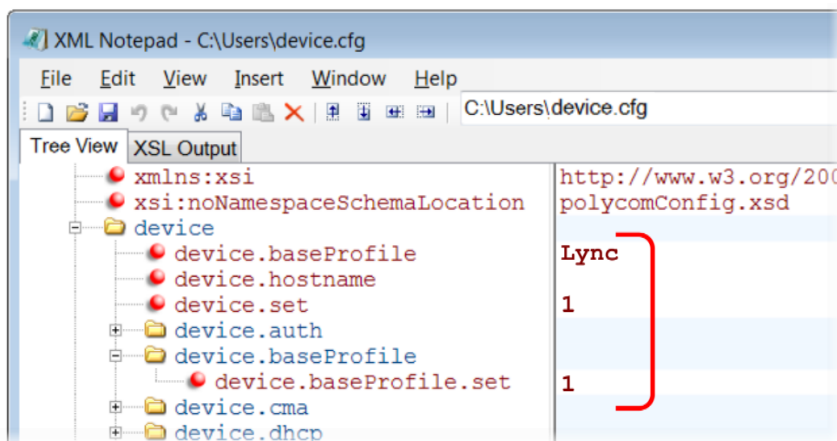 XML Notepad - C:\Users\device.cfg
File Edit View Insert Window Help
C:\Users\device.cfg
Tree View XSL Output
xmlns:xsi http://www.w3.org/200
xsi:noNamespaceSchemaLocation polycomConfig.xsd
device
device.baseProfile Lync
device.hostname
device.set 1
device.auth
device.baseProfile
device.baseProfile.set 1
device.cma
device.dhcp